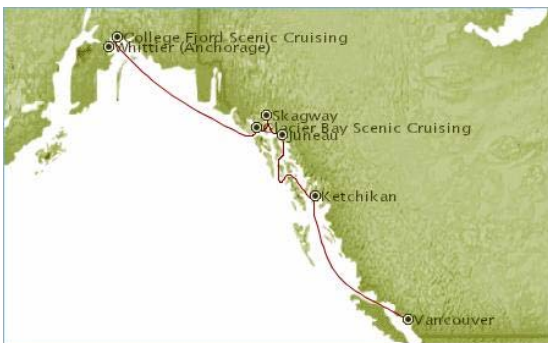 College Fjord Scenic Cruising
Whittier (Anchorage)
Skagway
Glacier Bay Scenic Cruising
Juneau
Ketchikan
Vancouver